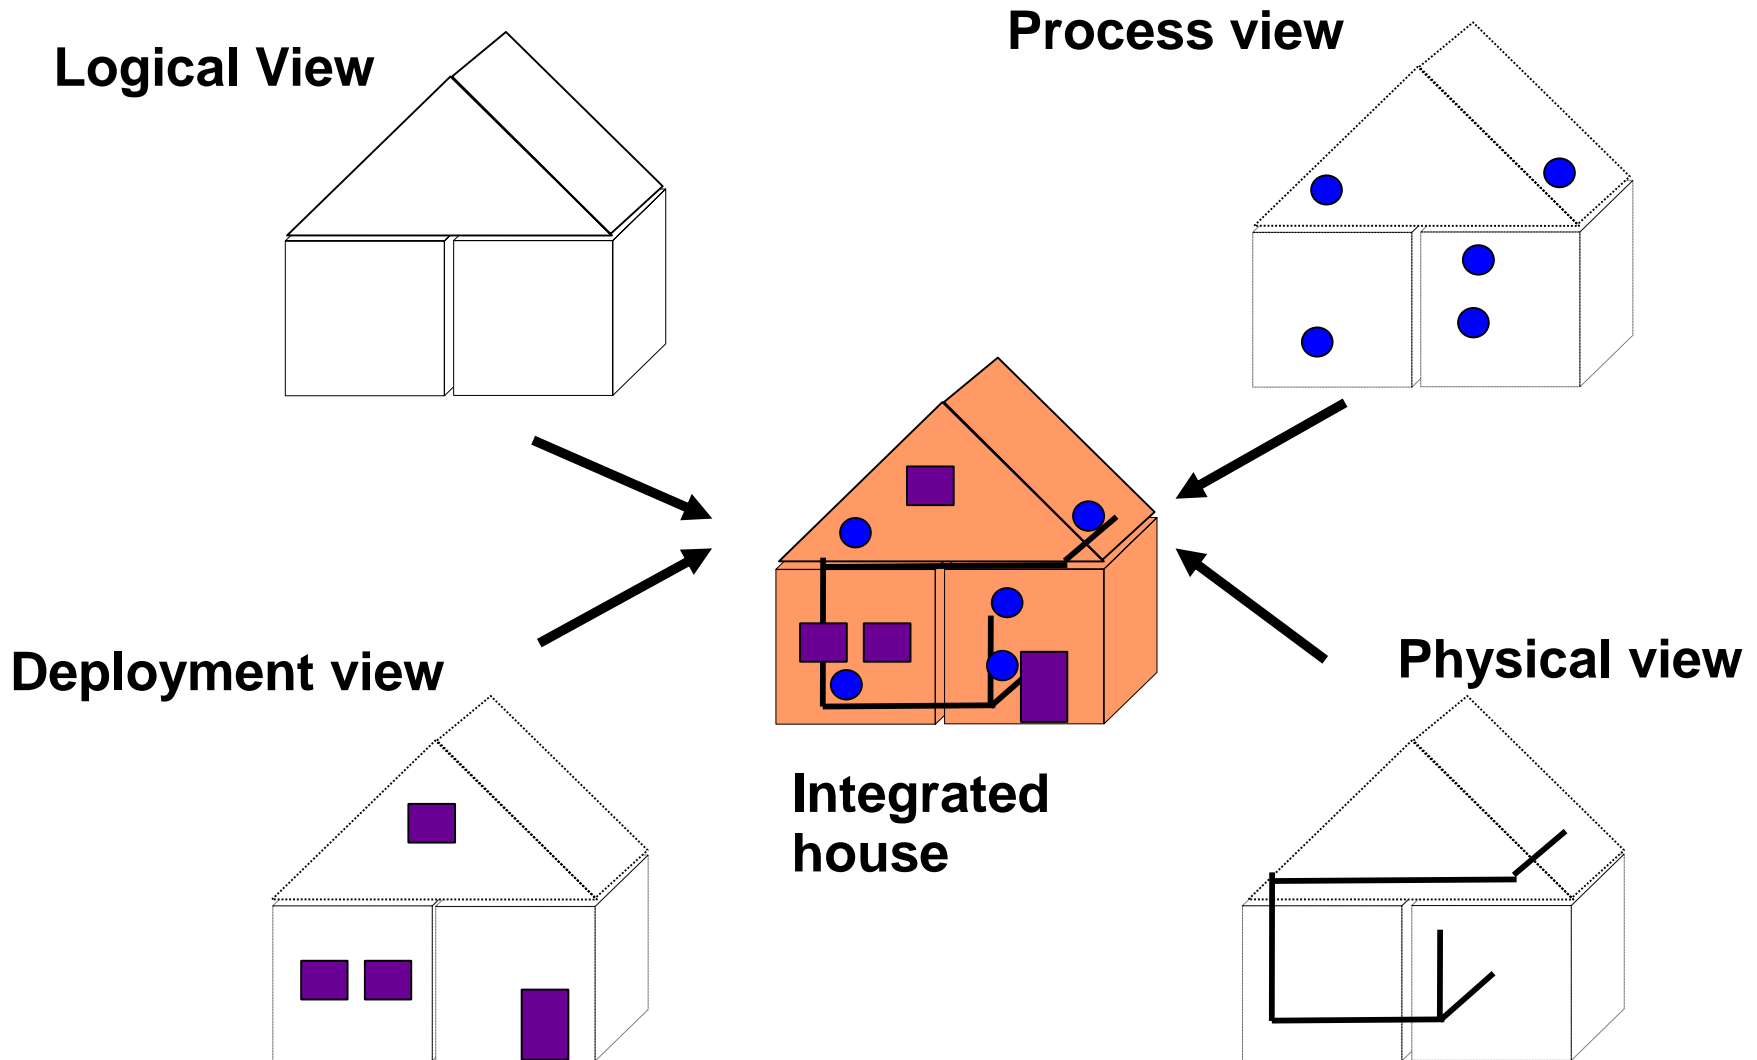 Logical View
Process view
Deployment view
Physical view
Integrated
house